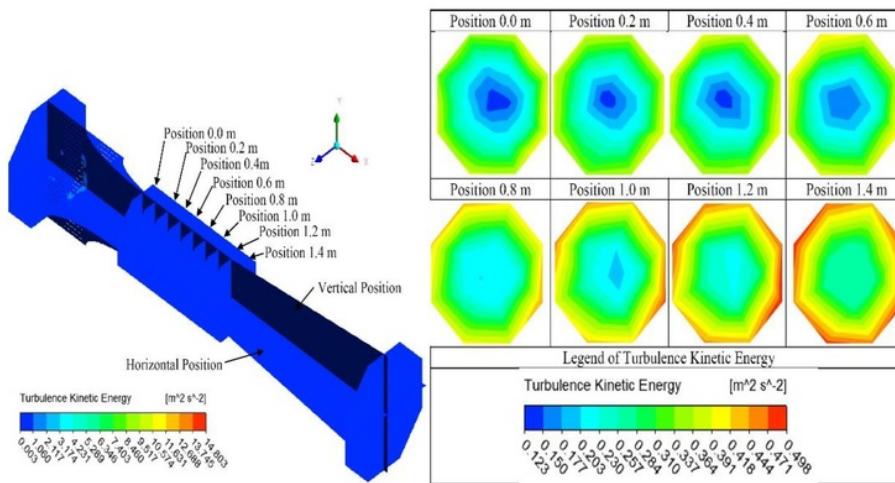 Position 0.0 m
Position 0.2 m
Position 0.4m
Position 0.6 m
Position 0.8 m
Position 1.0 m
Position 1.2 m
Position 1.4 m
Vertical Position
Horizontal Position
Y
Z
X
Turbulence Kinetic Energy [m^2 s^-2]
0.003 1.060 2.117 3.174 4.231 5.289 6.346 7.403 8.460 9.517 10.574 11.631 12.688 13.745 14.803
Position 0.0 m Position 0.2 m Position 0.4 m Position 0.6 m
Position 0.8 m Position 1.0 m Position 1.2 m Position 1.4 m
Legend of Turbulence Kinetic Energy
Turbulence Kinetic Energy [m^2 s^-2]
0.123 0.150 0.177 0.203 0.230 0.257 0.284 0.310 0.337 0.364 0.391 0.418 0.444 0.471 0.498